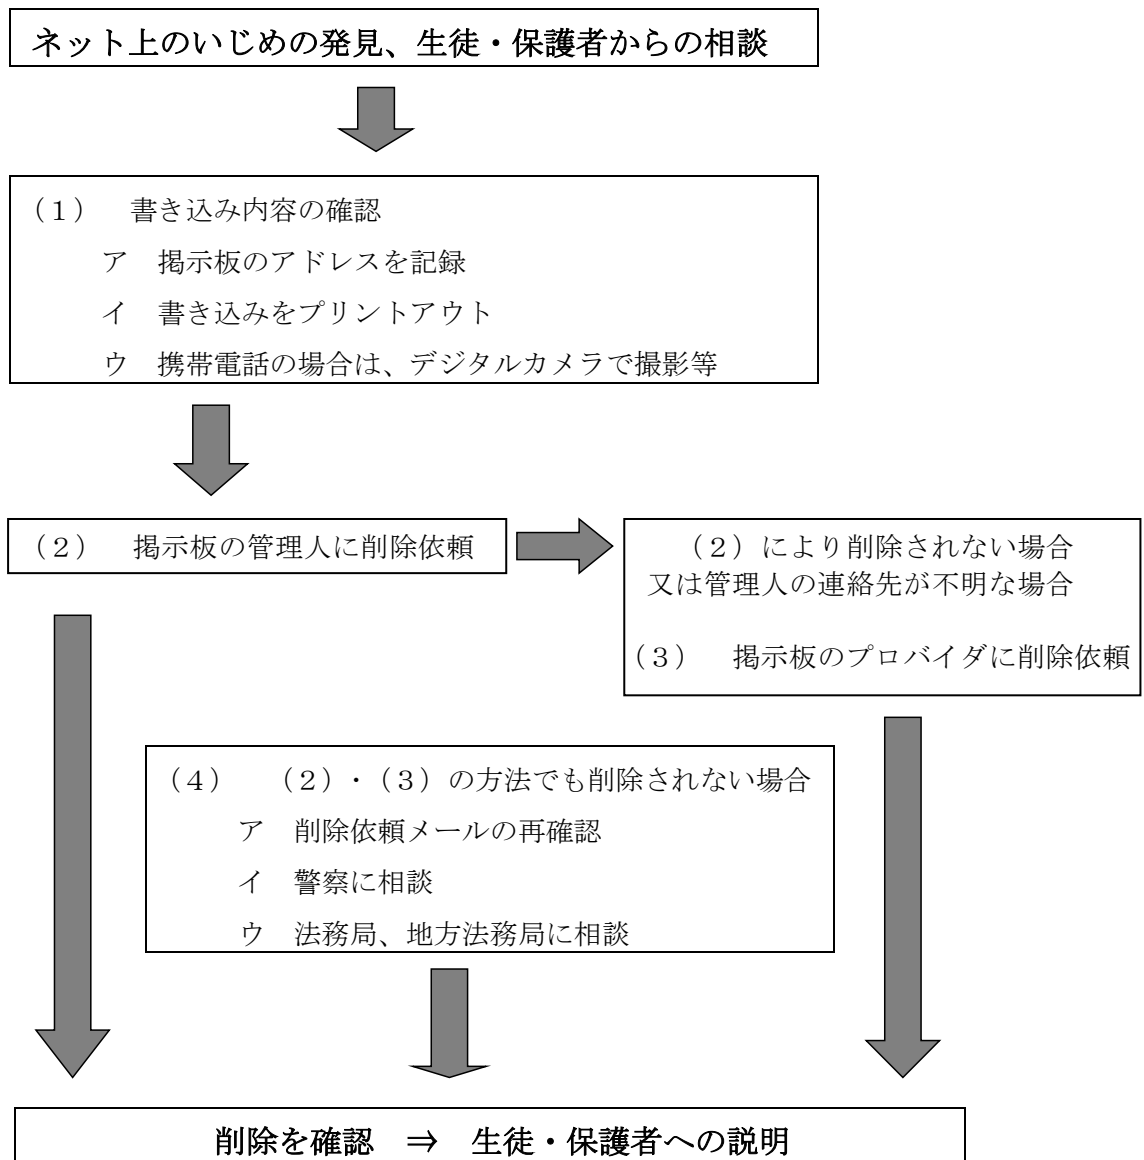 ネット上のいじめの発見、生徒・保護者からの相談
（１）　書き込み内容の確認
ア　掲示板のアドレスを記録
イ　書き込みをプリントアウト
ウ　携帯電話の場合は、デジタルカメラで撮影等
（２）　掲示板の管理人に削除依頼
（２）により削除されない場合
又は管理人の連絡先が不明な場合
（３）　掲示板のプロバイダに削除依頼
（４）　（２）・（３）の方法でも削除されない場合
ア　削除依頼メールの再確認
イ　警察に相談
ウ　法務局、地方法務局に相談
削除を確認　⇒　生徒・保護者への説明